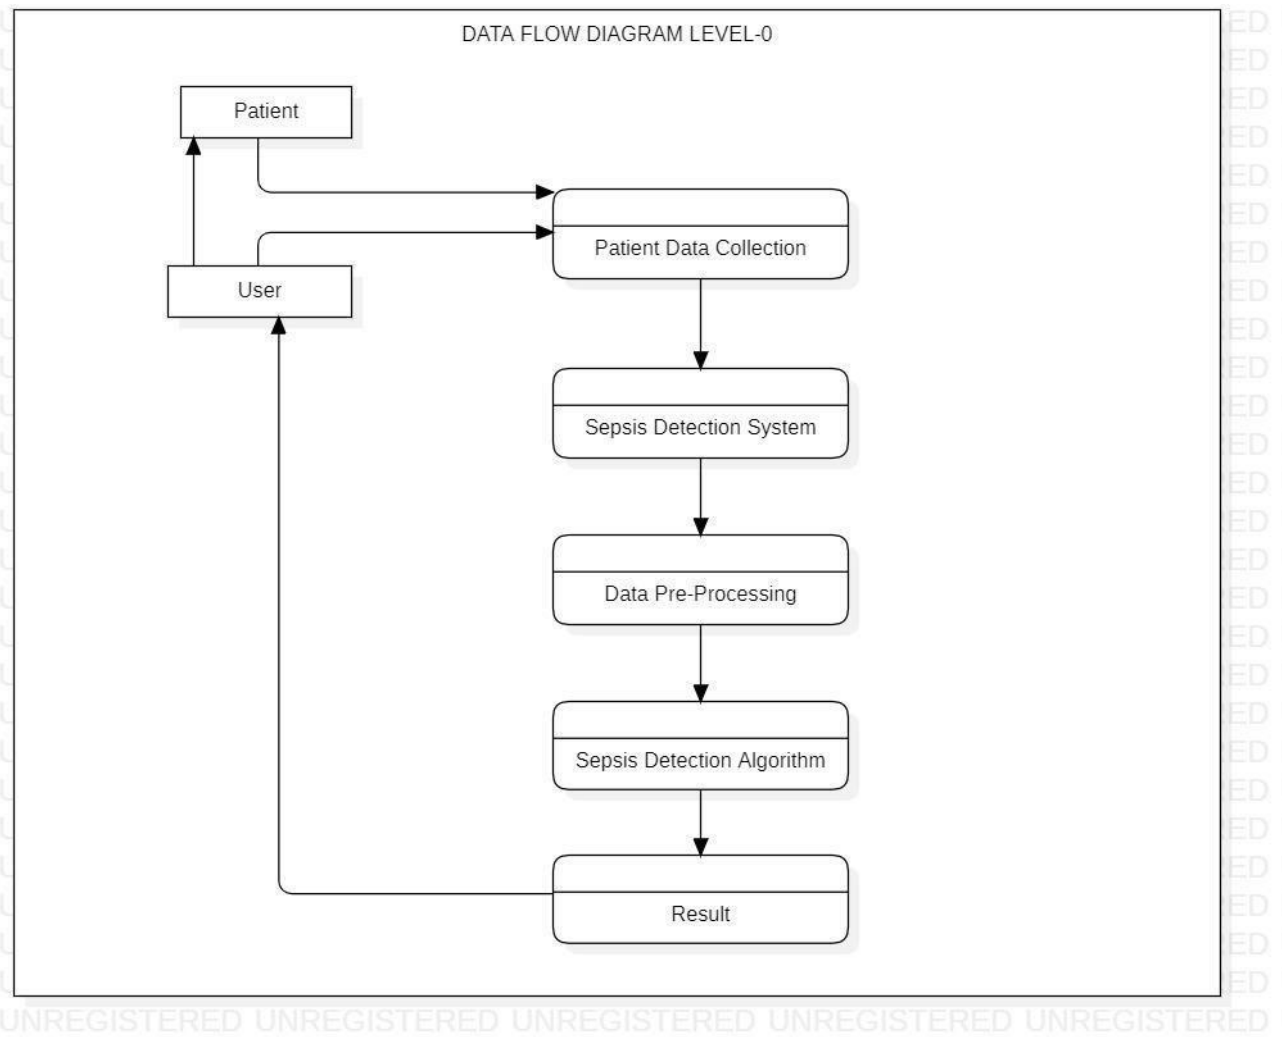 DATA FLOW DIAGRAM LEVEL-0
Patient
Patient Data Collection
User
Sepsis Detection System
Data Pre-Processing
Sepsis Detection Algorithm
Result
UNREGISTERED UNREGISTERED UNREGISTERED UNREGISTERED UNREGISTERED